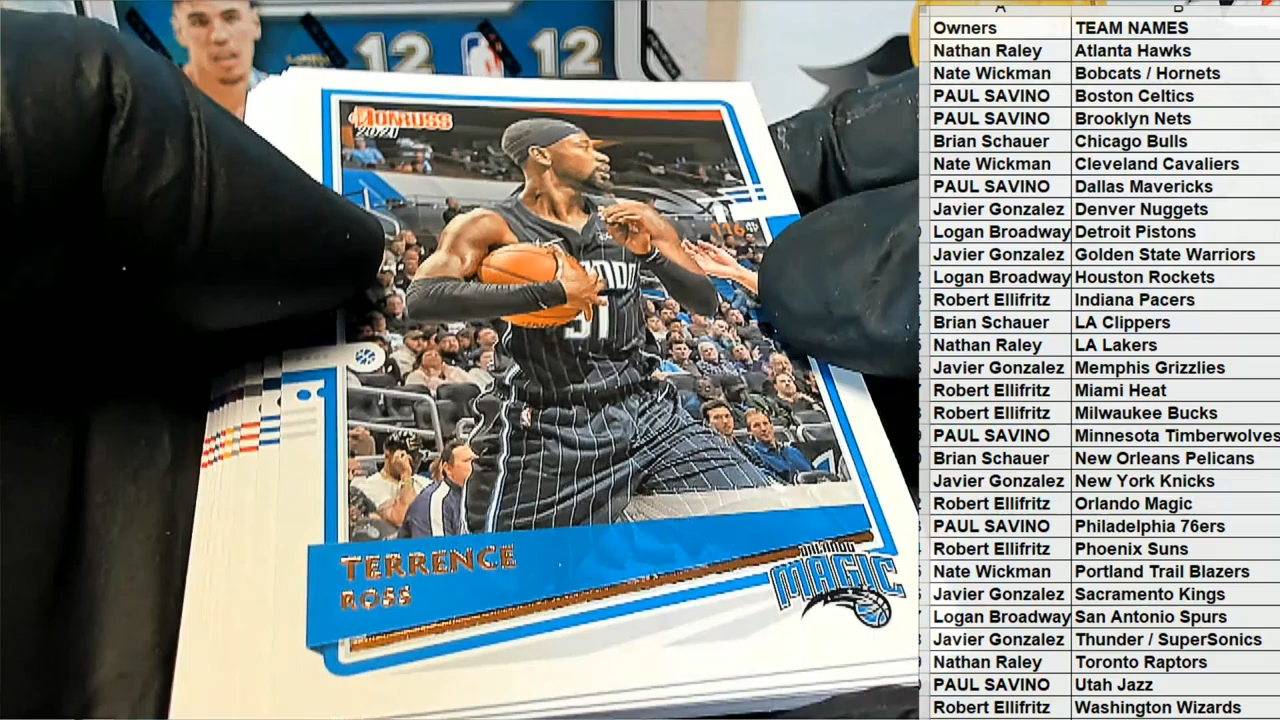 12
12
DONRUSS
2020-21
116
31
TERRENCE
ROSS
ORLANDO
MAGIC
A B
Owners TEAM NAMES
Nathan Raley Atlanta Hawks
Nate Wickman Bobcats / Hornets
PAUL SAVINO Boston Celtics
PAUL SAVINO Brooklyn Nets
Brian Schauer Chicago Bulls
Nate Wickman Cleveland Cavaliers
PAUL SAVINO Dallas Mavericks
Javier Gonzalez Denver Nuggets
Logan Broadway Detroit Pistons
Javier Gonzalez Golden State Warriors
Logan Broadway Houston Rockets
Robert Ellifritz Indiana Pacers
Brian Schauer LA Clippers
Nathan Raley LA Lakers
Javier Gonzalez Memphis Grizzlies
Robert Ellifritz Miami Heat
Robert Ellifritz Milwaukee Bucks
PAUL SAVINO Minnesota Timberwolves
Brian Schauer New Orleans Pelicans
Javier Gonzalez New York Knicks
Robert Ellifritz Orlando Magic
PAUL SAVINO Philadelphia 76ers
Robert Ellifritz Phoenix Suns
Nate Wickman Portland Trail Blazers
Javier Gonzalez Sacramento Kings
Logan Broadway San Antonio Spurs
Javier Gonzalez Thunder / SuperSonics
Nathan Raley Toronto Raptors
PAUL SAVINO Utah Jazz
Robert Ellifritz Washington Wizards